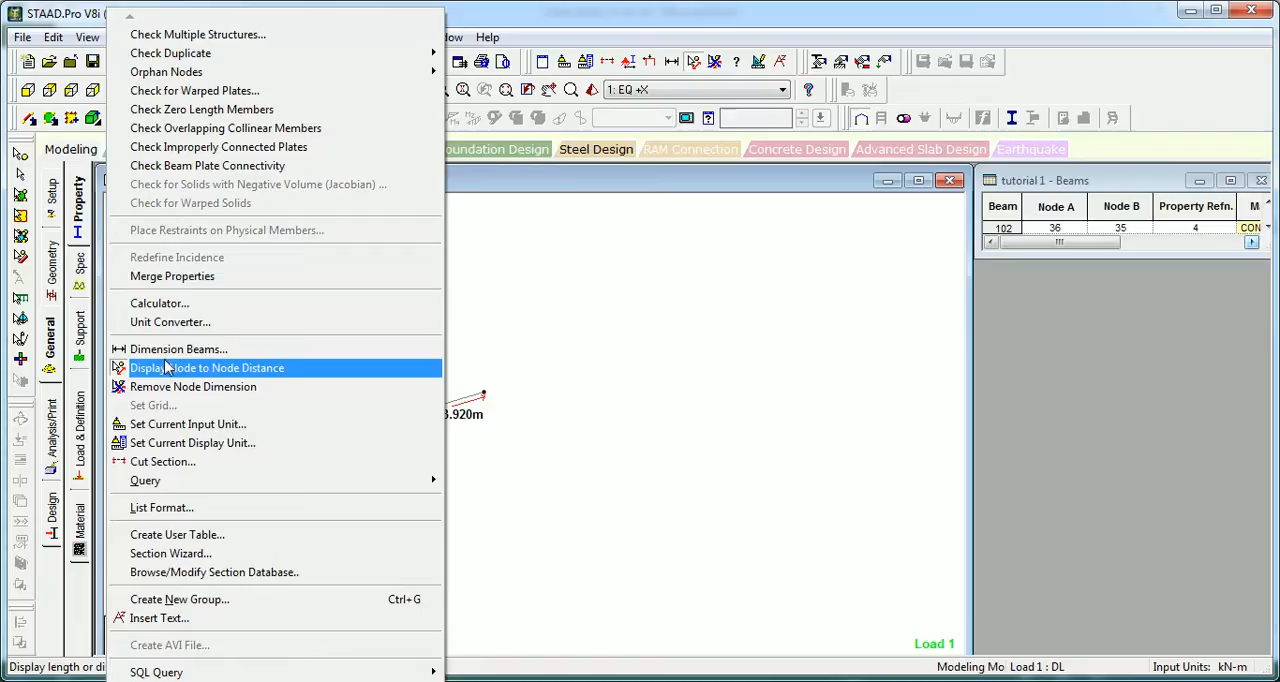 STAAD.Pro V8i (
File Edit View
ow Help
Check Multiple Structures...
Check Duplicate
Orphan Nodes
Check for Warped Plates...
Check Zero Length Members
Check Overlapping Collinear Members
Check Improperly Connected Plates
Check Beam Plate Connectivity
Check for Solids with Negative Volume (Jacobian) ...
Check for Warped Solids
Place Restraints on Physical Members...
Redefine Incidence
Merge Properties
Calculator...
Unit Converter...
Dimension Beams...
Display Node to Node Distance
Remove Node Dimension
Set Grid...
Set Current Input Unit...
Set Current Display Unit...
Cut Section...
Query
List Format...
Create User Table...
Section Wizard...
Browse/Modify Section Database..
Create New Group... Ctrl+G
Insert Text...
Create AVI File...
SQL Query
1: EQ +X
Modeling
oundation Design Steel Design RAM Connection Concrete Design Advanced Slab Design Earthquake
Setup
Geometry
General
Analysis/Print
Design
Property
Spec
Support
Load & Definition
Material
3.920m
Load 1
tutorial 1 - Beams
Beam Node A Node B Property Refn. M
102 36 35 4 CON
Display length or di
Modeling Mo Load 1 : DL Input Units: kN-m